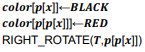 color[p[x]]←BLACK
color[p[p[x]]]←RED
RIGHT_ROTATE(T,p[p[x]])